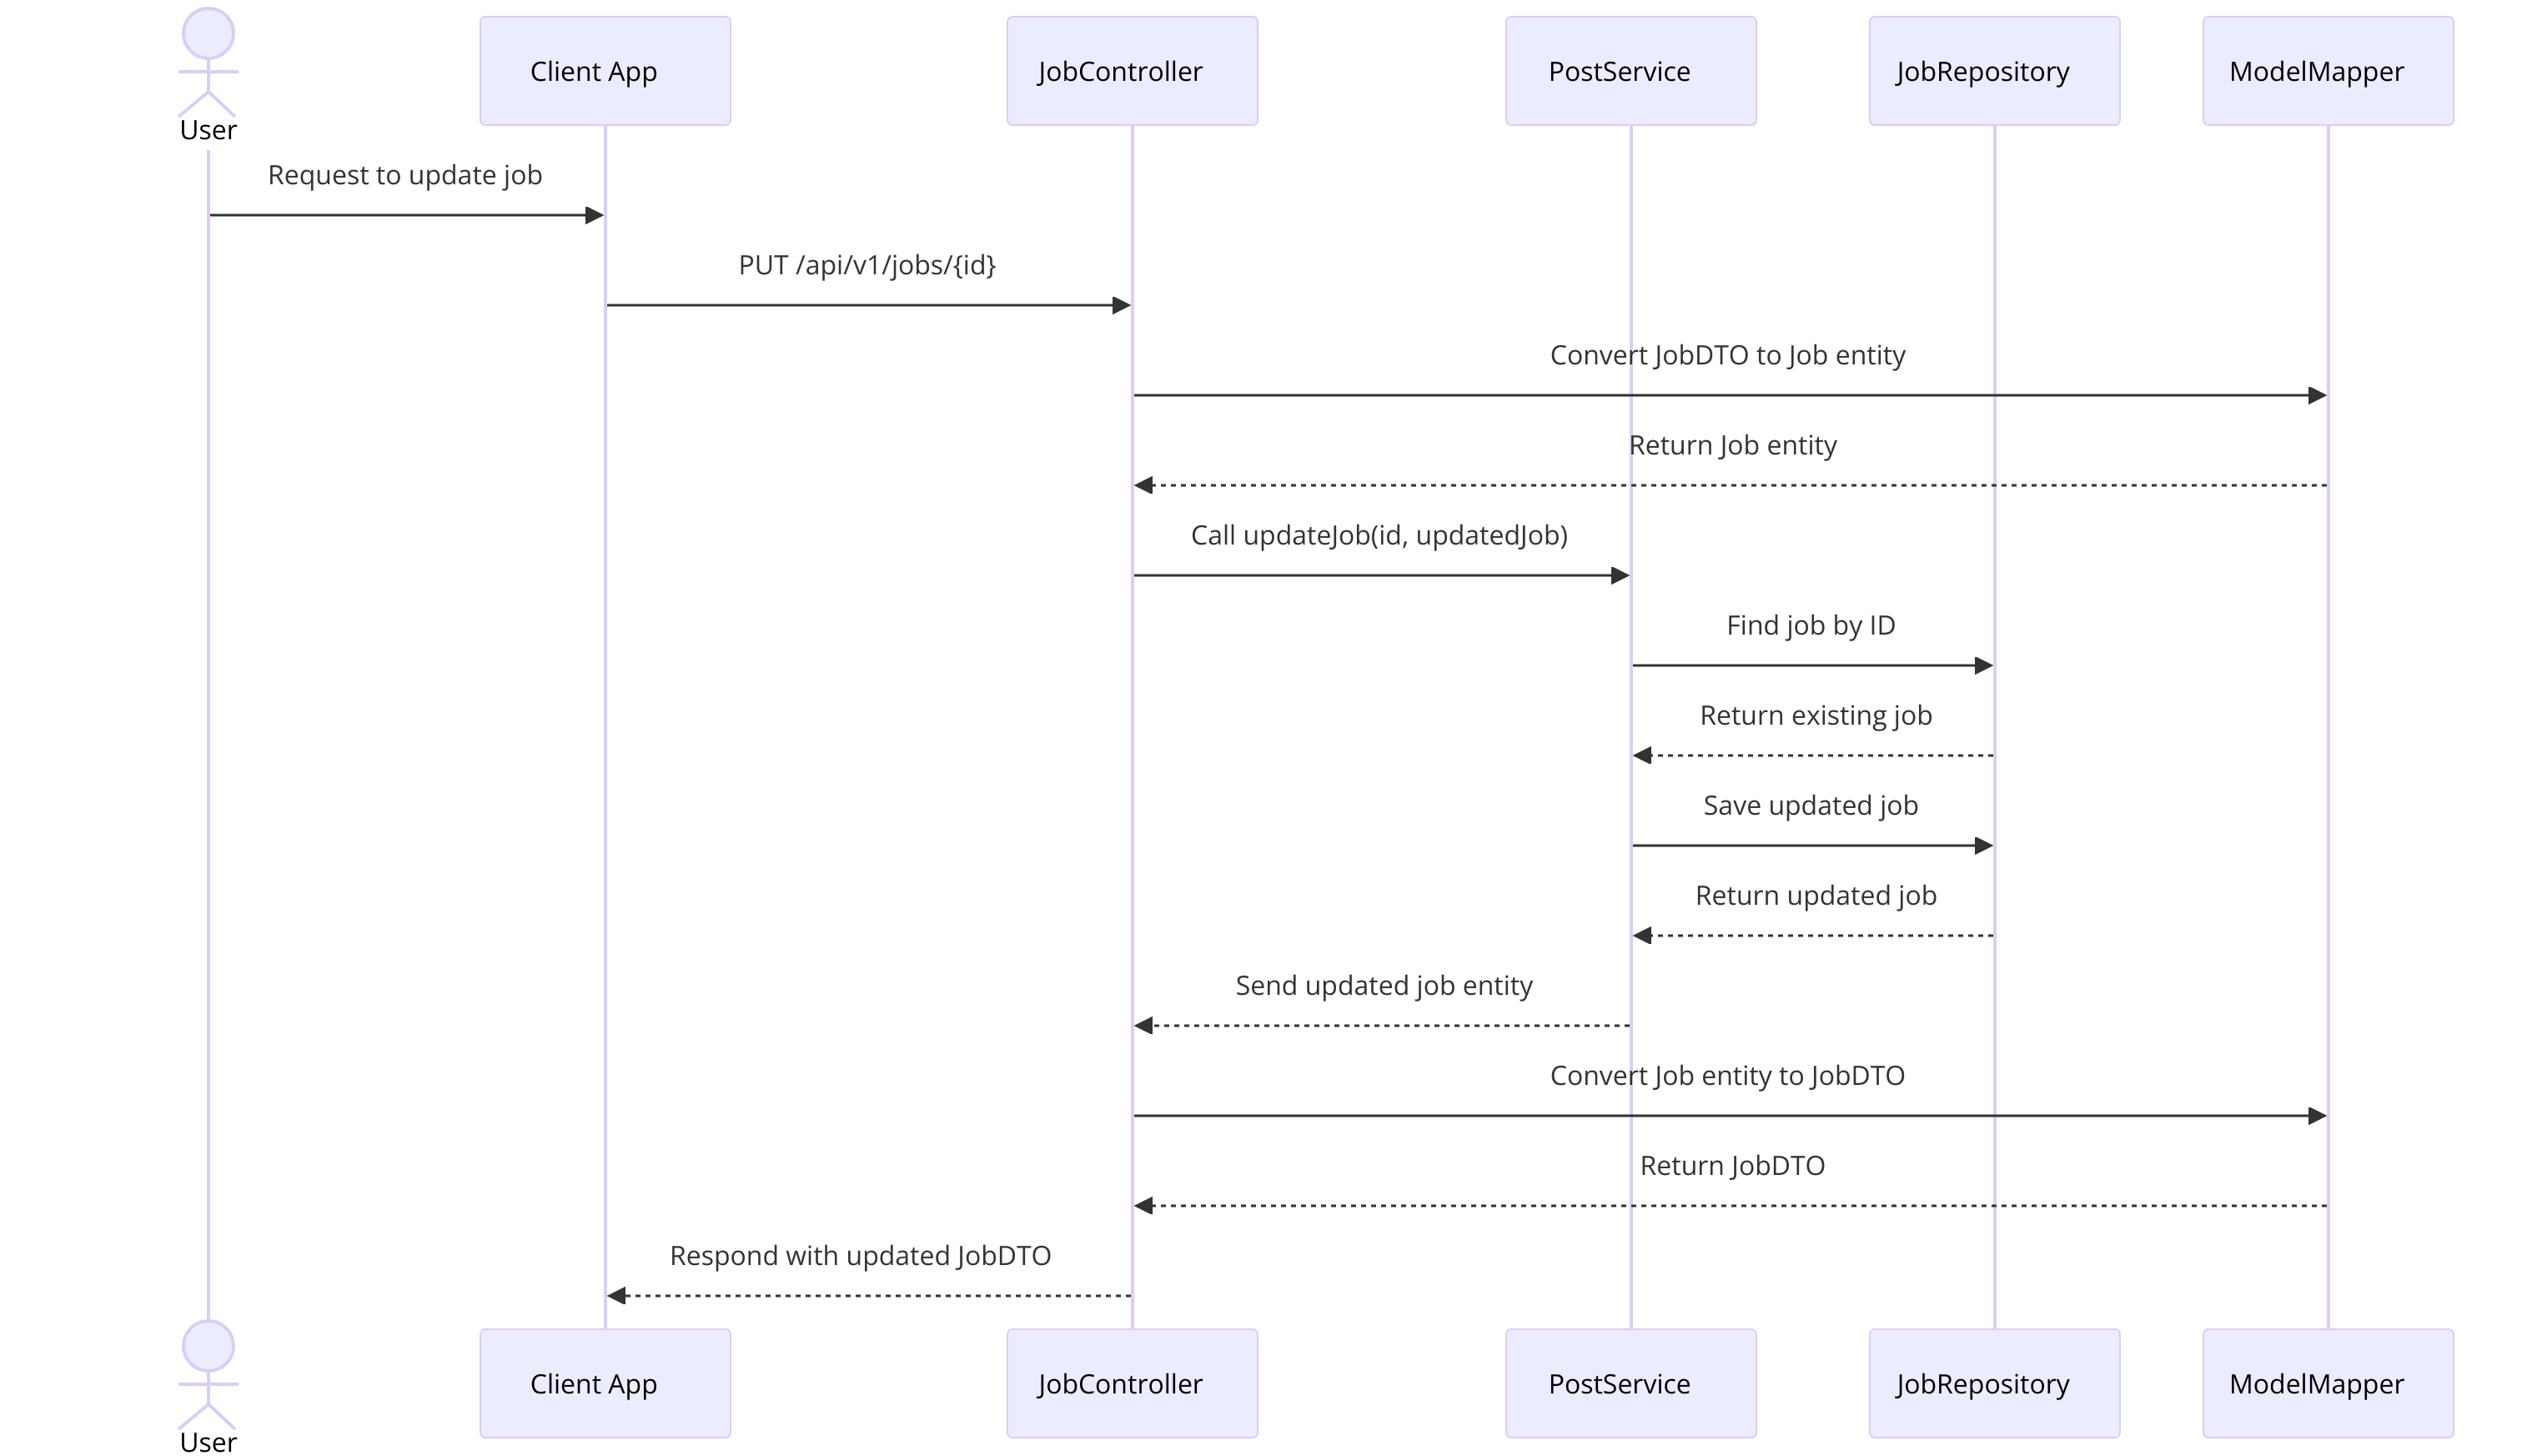 User
Client App
JobController
PostService
JobRepository
ModelMapper
Request to update job
PUT /api/v1/jobs/{id}
Convert JobDTO to Job entity
Return Job entity
Call updateJob(id, updatedJob)
Find job by ID
Return existing job
Save updated job
Return updated job
Send updated job entity
Convert Job entity to JobDTO
Return JobDTO
Respond with updated JobDTO
User
Client App
JobController
PostService
JobRepository
ModelMapper